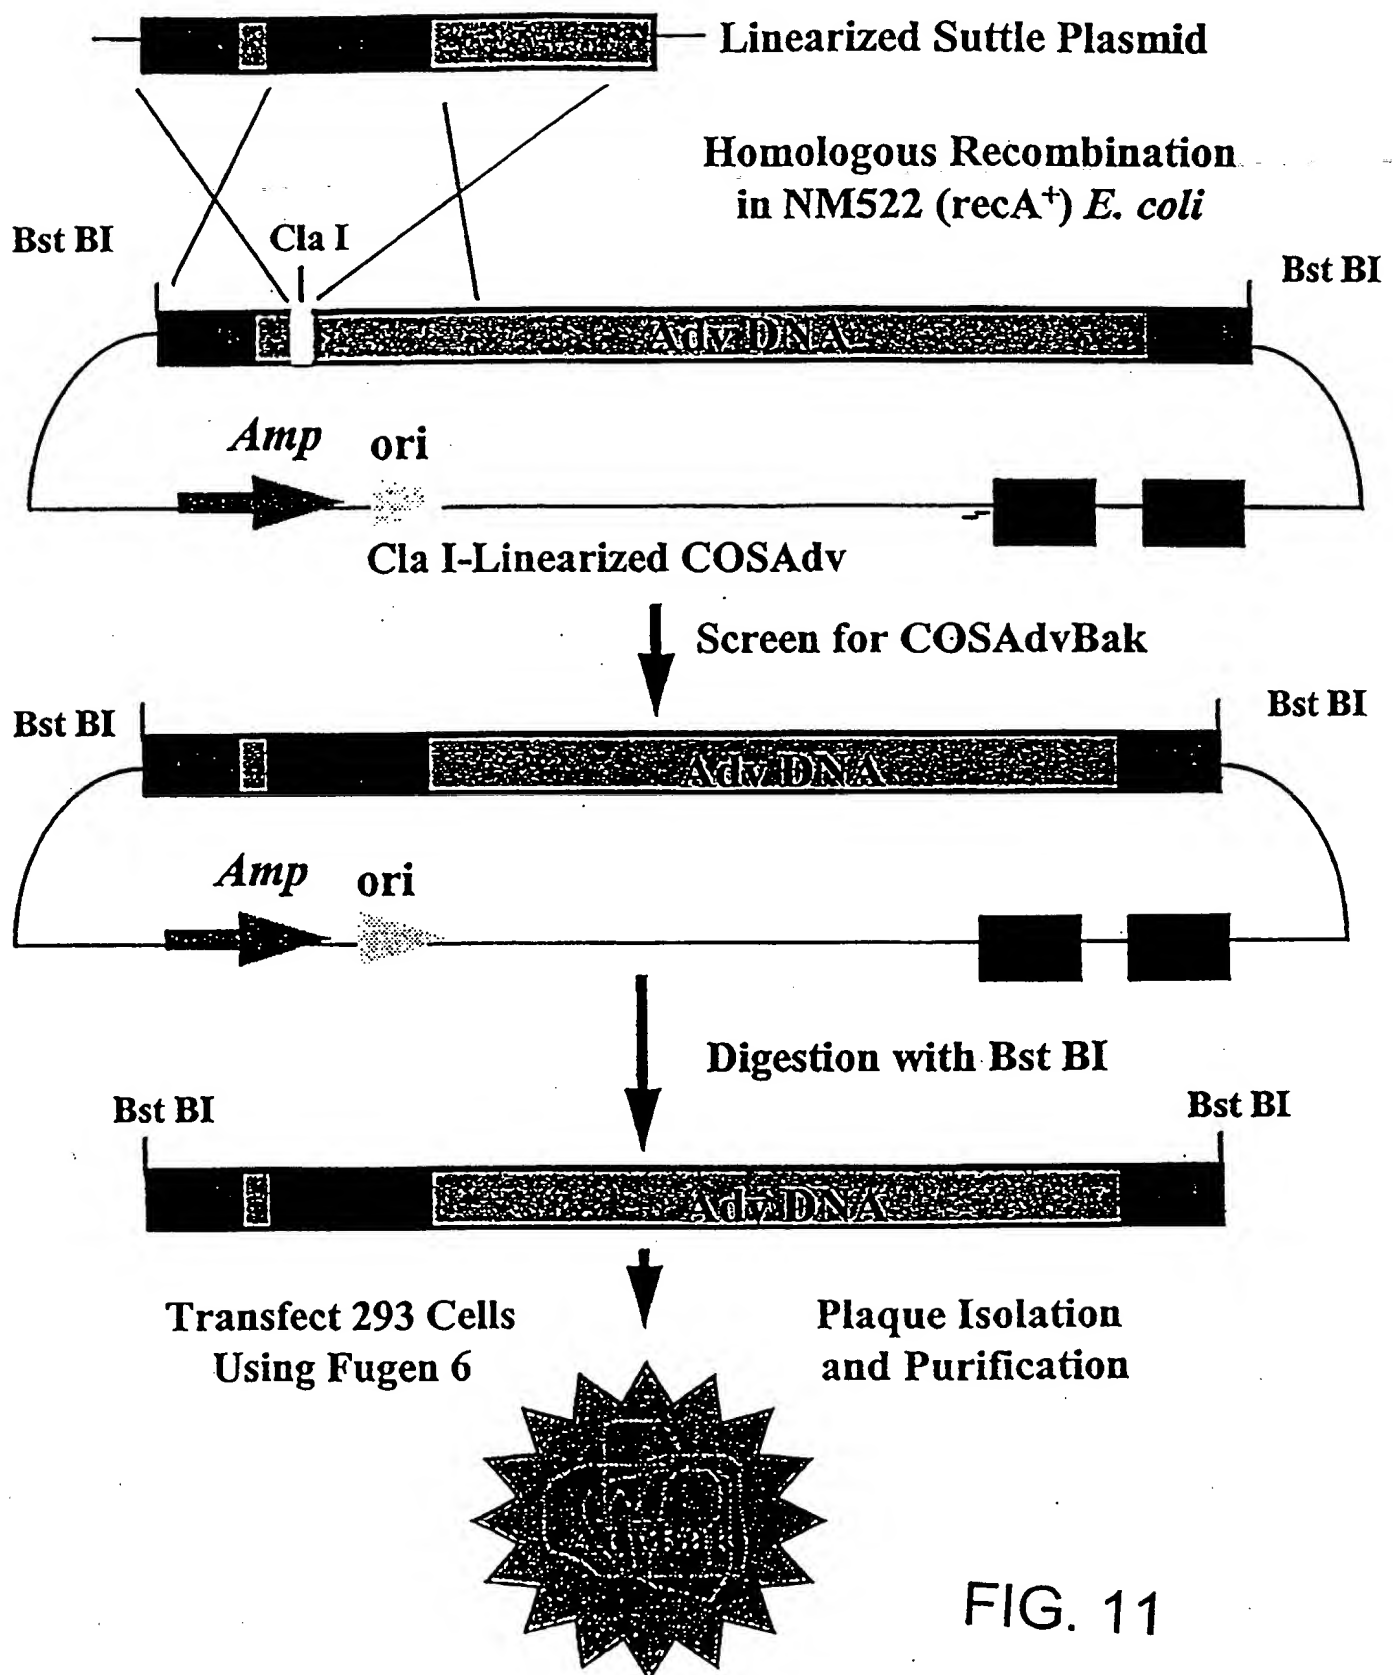 Linearized Suttle Plasmid
Homologous Recombination
in NM522 (recA⁺) E. coli
Bst BI
Cla I
Bst BI
Adv DNA
Amp
ori
Cla I-Linearized COSAdv
Screen for COSAdvBak
Bst BI
Bst BI
Adv DNA
Amp
ori
Digestion with Bst BI
Bst BI
Bst BI
Adv DNA
Transfect 293 Cells
Using Fugen 6
Plaque Isolation
and Purification
FIG. 11